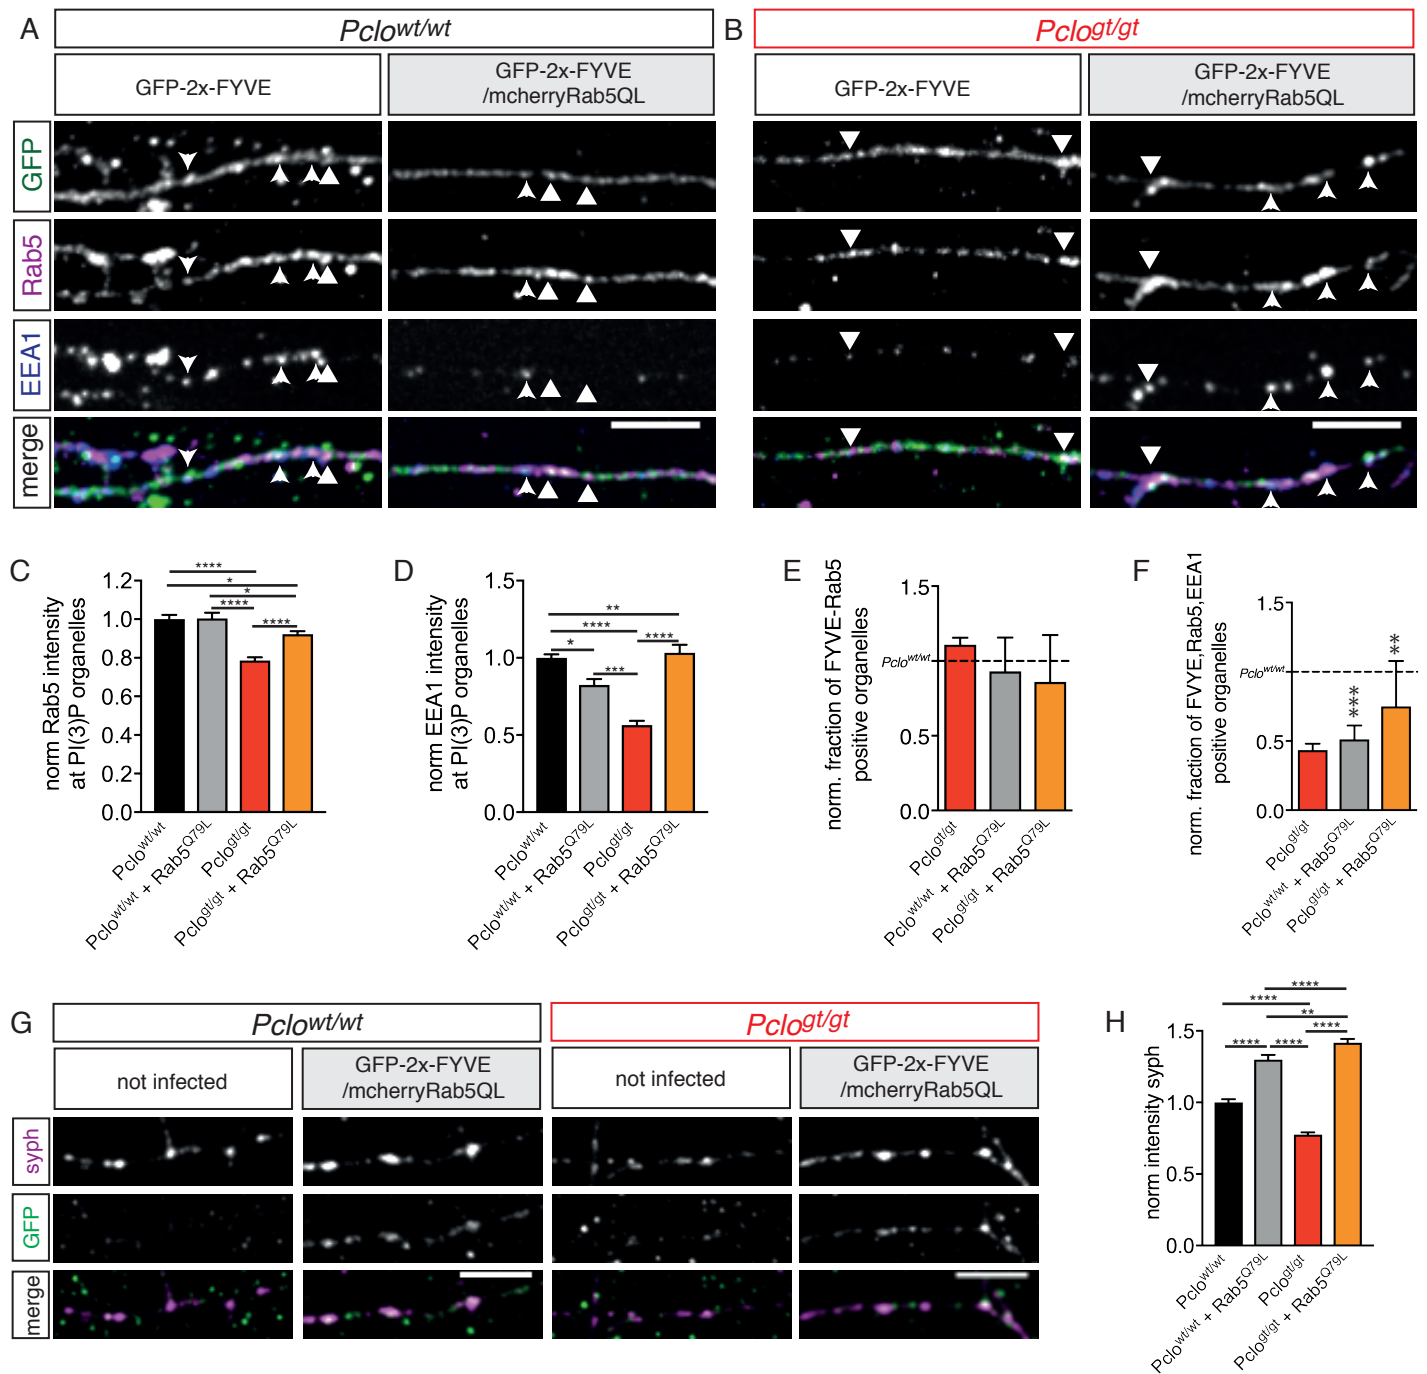 A
Pclowt/wt
B
Pclogt/gt
GFP-2x-FYVE
GFP-2x-FYVE
/mcherryRab5QL
GFP-2x-FYVE
GFP-2x-FYVE
/mcherryRab5QL
GFP
Rab5
EEA1
merge
C
norm Rab5 intensity
at PI(3)P organelles
1.2
1.0
0.8
0.6
0.4
0.2
0.0
****
*
*
****
****
Pclowt/wt
Pclowt/wt + Rab5Q79L
Pclogt/gt
Pclogt/gt + Rab5Q79L
D
norm EEA1 intensity
at PI(3)P organelles
1.5
1.0
0.5
0.0
**
****
*
****
***
Pclowt/wt
Pclowt/wt + Rab5Q79L
Pclogt/gt
Pclogt/gt + Rab5Q79L
E
norm. fraction of FYVE-Rab5
positive organelles
1.5
Pclowt/wt
0.5
0.0
Pclogt/gt
Pclowt/wt + Rab5Q79L
Pclogt/gt + Rab5Q79L
F
norm. fraction of FVYE,Rab5,EEA1
positive organelles
1.5
Pclowt/wt
0.5
0.0
***
**
Pclogt/gt
Pclowt/wt + Rab5Q79L
Pclogt/gt + Rab5Q79L
G
Pclowt/wt
Pclogt/gt
not infected
GFP-2x-FYVE
/mcherryRab5QL
not infected
GFP-2x-FYVE
/mcherryRab5QL
syph
GFP
merge
H
norm intensity syph
1.5
1.0
0.5
0.0
****
****
**
****
****
****
Pclowt/wt
Pclowt/wt + Rab5Q79L
Pclogt/gt
Pclogt/gt + Rab5Q79L